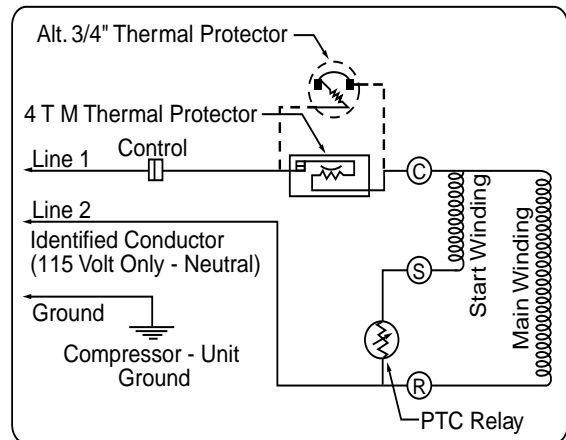 Alt. 3/4" Thermal Protector
4 T M Thermal Protector
Control
Line 1
C
Line 2
Identified Conductor
(115 Volt Only - Neutral)
S
Start Winding
Main Winding
Ground
Compressor - Unit
Ground
R
PTC Relay